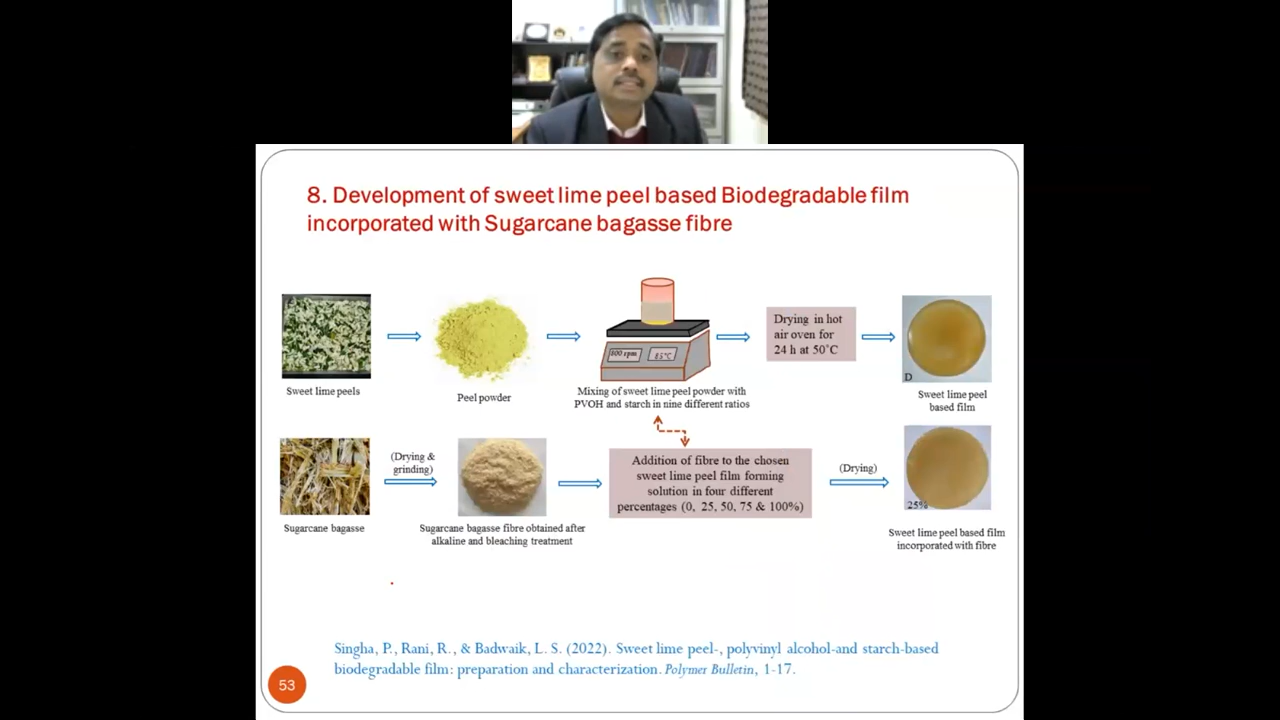 8. Development of sweet lime peel based Biodegradable film
incorporated with Sugarcane bagasse fibre
Sweet lime peels
Peel powder
800 rpm
85°C
Mixing of sweet lime peel powder with
PVOH and starch in nine different ratios
Drying in hot
air oven for
24 h at 50°C
D
Sweet lime peel
based film
Sugarcane bagasse
(Drying &
grinding)
Sugarcane bagasse fibre obtained after
alkaline and bleaching treatment
Addition of fibre to the chosen
sweet lime peel film forming
solution in four different
percentages (0, 25, 50, 75 & 100%)
(Drying)
25%
Sweet lime peel based film
incorporated with fibre
Singha, P., Rani, R., & Badwaik, L. S. (2022). Sweet lime peel-, polyvinyl alcohol-and starch-based
biodegradable film: preparation and characterization. Polymer Bulletin, 1-17.
53